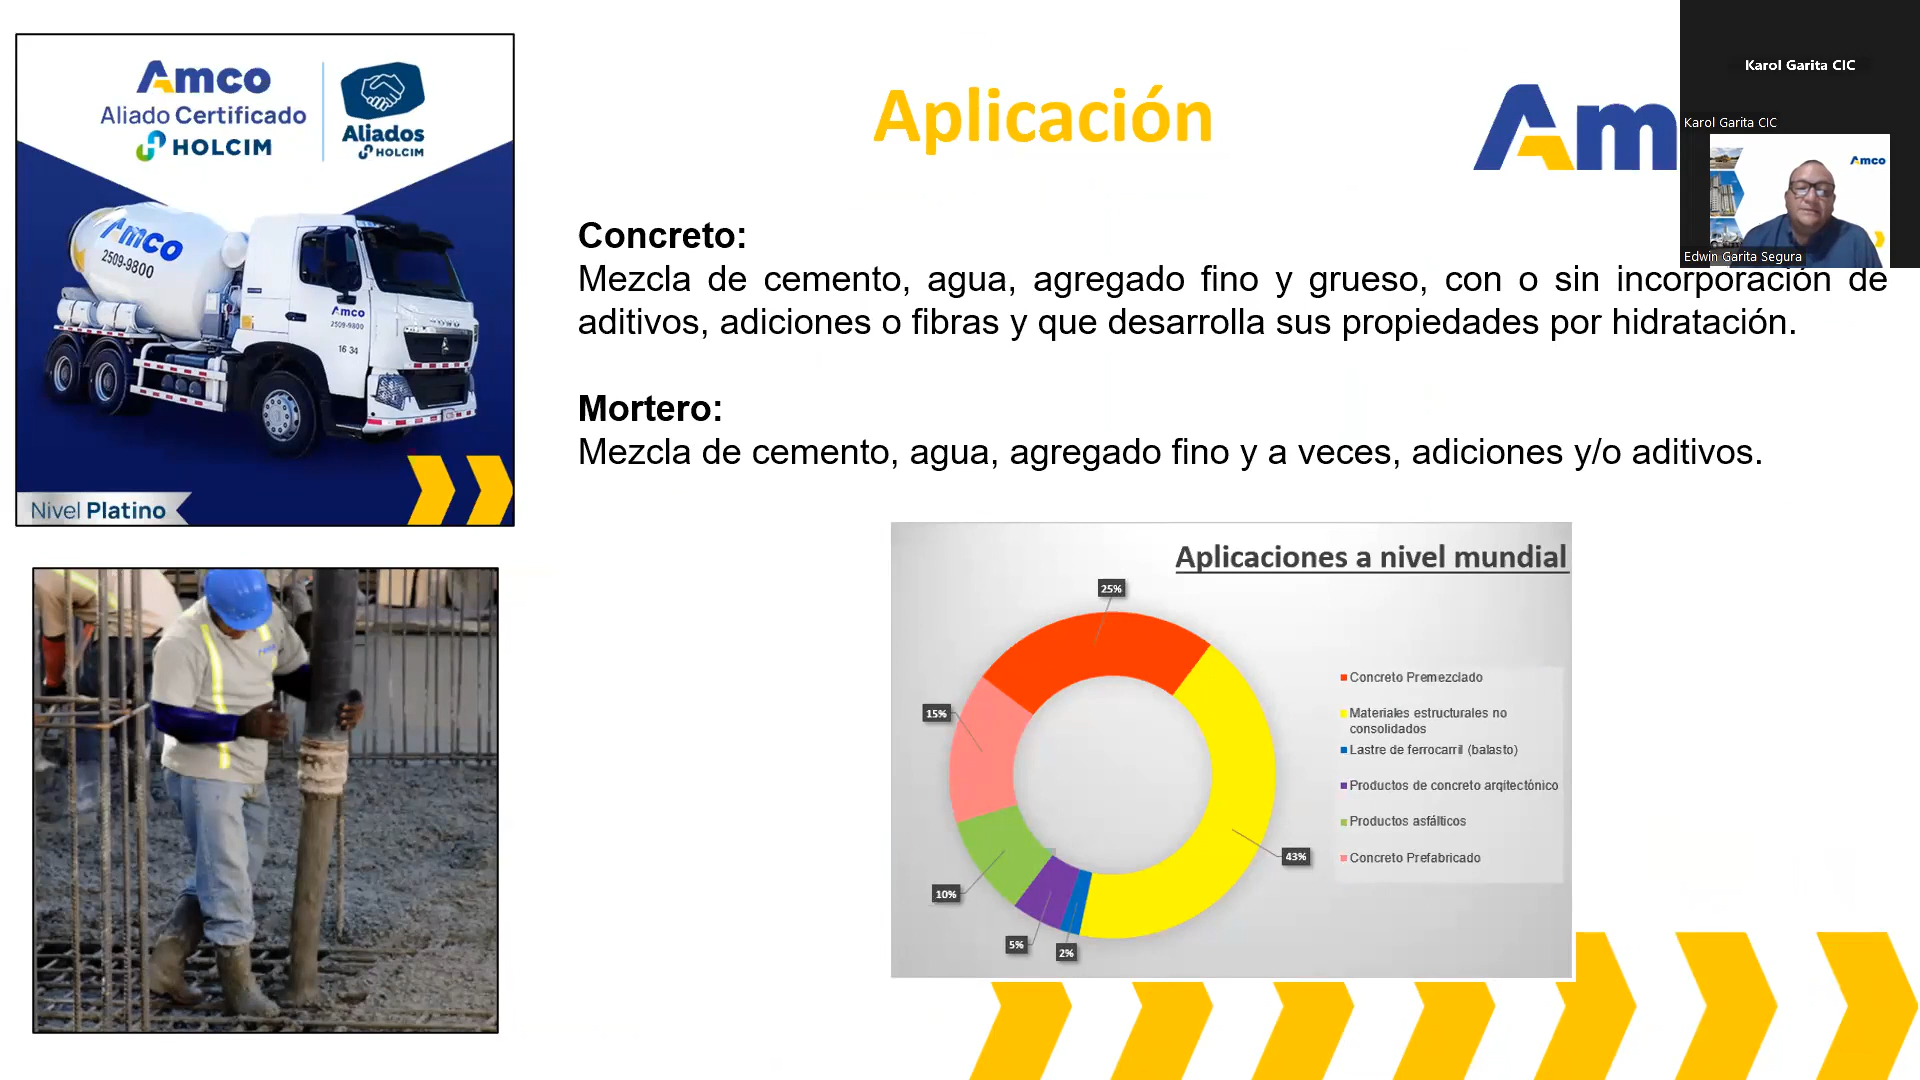 Amco
Aliado Certificado
HOLCIM
Aliados
HOLCIM
Amco
2509-9800
Amco
2509-9800
16 34
Nivel Platino
Aplicación
Am
Karol Garita CIC
Karol Garita CIC
Amco
Edwin Garita Segura
Concreto:
Mezcla de cemento, agua, agregado fino y grueso, con o sin incorporación de
aditivos, adiciones o fibras y que desarrolla sus propiedades por hidratación.
Mortero:
Mezcla de cemento, agua, agregado fino y a veces, adiciones y/o aditivos.
Aplicaciones a nivel mundial
25%
15%
10%
5%
2%
43%
Concreto Premezclado
Materiales estructurales no
consolidados
Lastre de ferrocarril (balasto)
Productos de concreto arqitectónico
Productos asfálticos
Concreto Prefabricado